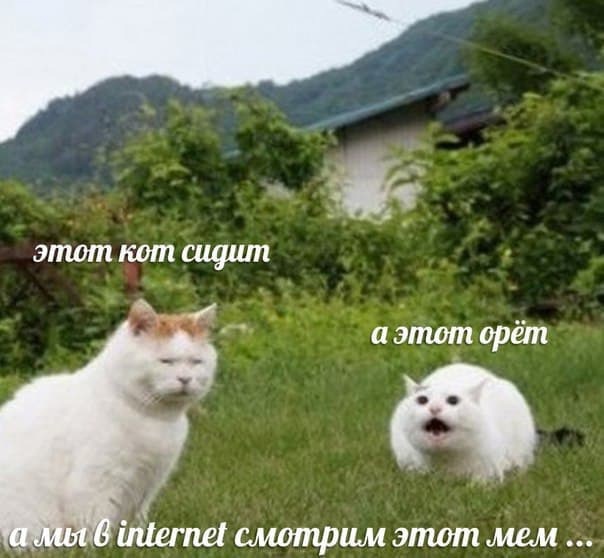 этот кот сидит
а этот орёт
а мы в internet смотрим этот мем ...